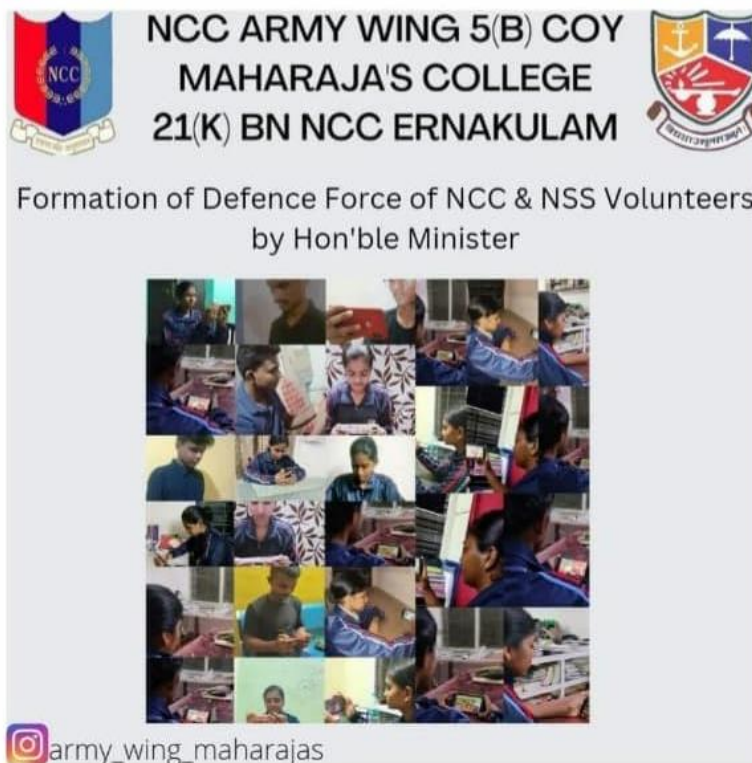 NCC ARMY WING 5(B) COY
MAHARAJA'S COLLEGE
21(K) BN NCC ERNAKULAM
NCC
Formation of Defence Force of NCC & NSS Volunteers
by Hon'ble Minister
army_wing_maharajas